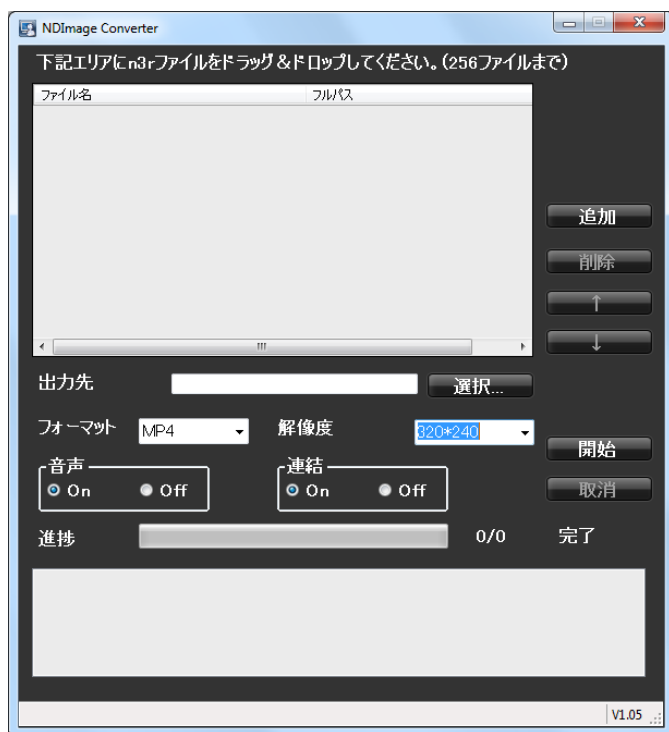 NDImage Converter
下記エリアにn3rファイルをドラッグ&ドロップしてください。(256ファイルまで)
ファイル名 フルパス
追加
削除
↑
↓
出力先 選択...
フォーマット MP4 解像度 320*240
開始
音声 連結
On Off On Off
取消
進捗 0/0 完了
V1.05